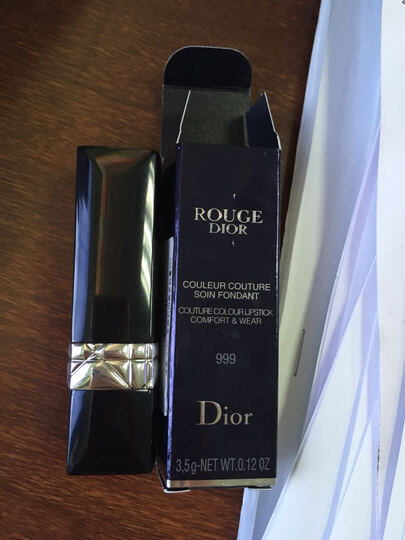 ROUGE
DIOR
COULEUR COUTURE
SOIN FONDANT
COUTURE COLOUR LIPSTICK
COMFORT & WEAR
999
Dior
3,5g-NET WT.0.12 OZ